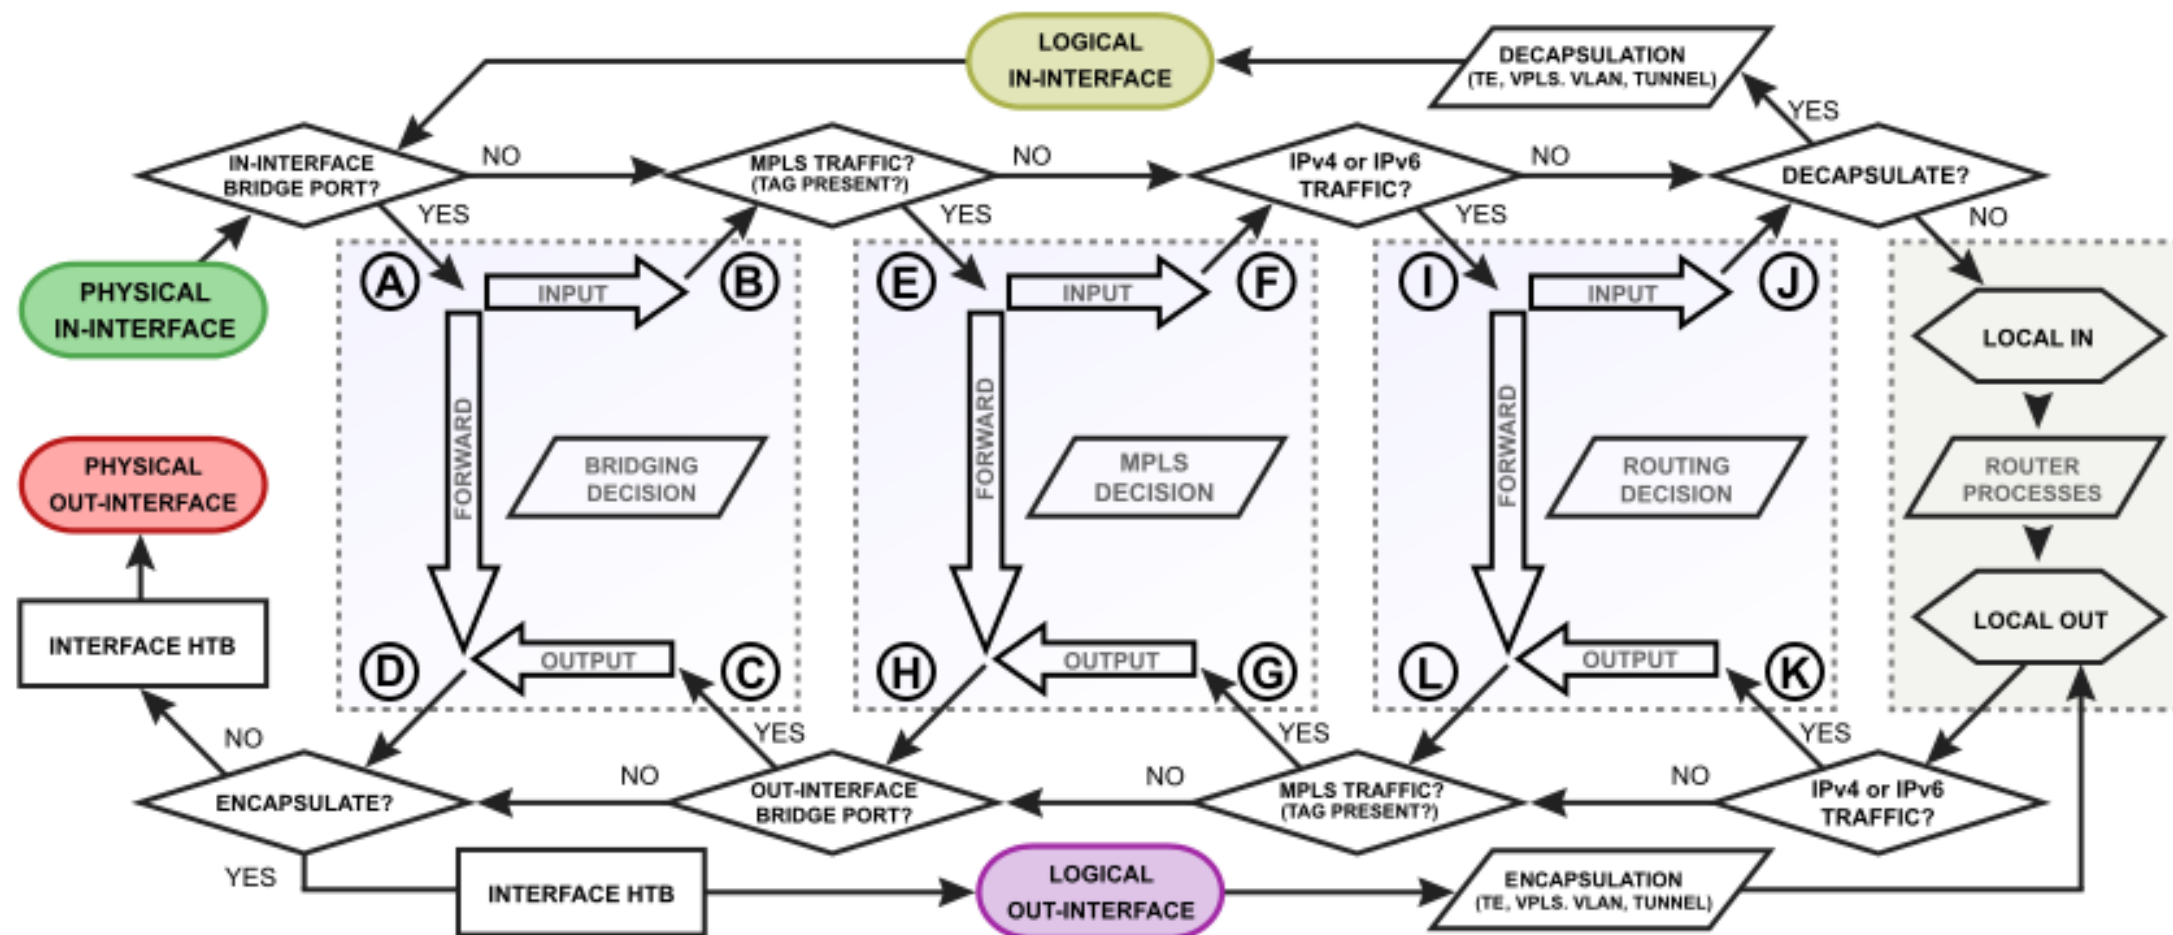 LOGICAL
IN-INTERFACE
DECAPSULATION
(TE, VPLS. VLAN, TUNNEL)
YES
IN-INTERFACE
BRIDGE PORT?
NO
MPLS TRAFFIC?
(TAG PRESENT?)
NO
IPv4 or IPv6
TRAFFIC?
NO
DECAPSULATE?
YES
YES
YES
NO
PHYSICAL
IN-INTERFACE
A
INPUT
B
E
INPUT
F
I
INPUT
J
LOCAL IN
FORWARD
FORWARD
FORWARD
PHYSICAL
OUT-INTERFACE
BRIDGING
DECISION
MPLS
DECISION
ROUTING
DECISION
ROUTER
PROCESSES
INTERFACE HTB
D
OUTPUT
C
H
OUTPUT
G
L
OUTPUT
K
LOCAL OUT
NO
YES
YES
YES
ENCAPSULATE?
NO
OUT-INTERFACE
BRIDGE PORT?
NO
MPLS TRAFFIC?
(TAG PRESENT?)
NO
IPv4 or IPv6
TRAFFIC?
YES
INTERFACE HTB
LOGICAL
OUT-INTERFACE
ENCAPSULATION
(TE, VPLS. VLAN, TUNNEL)